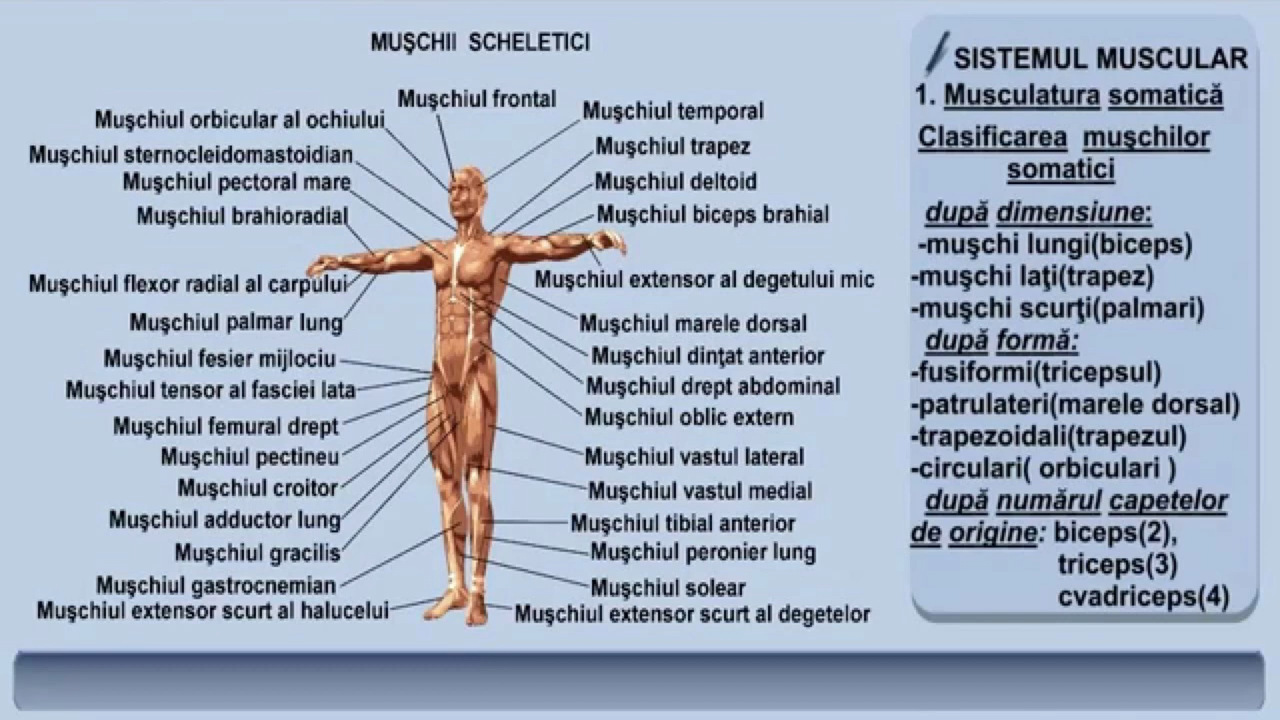 MUŞCHII SCHELETICI
Muşchiul frontal
Muşchiul orbicular al ochiului
Muşchiul sternocleidomastoidian
Muşchiul pectoral mare
Muşchiul brahioradial
Muşchiul flexor radial al carpului
Muşchiul palmar lung
Muşchiul fesier mijlociu
Muşchiul tensor al fasciei lata
Muşchiul femural drept
Muşchiul pectineu
Muşchiul croitor
Muşchiul adductor lung
Muşchiul gracilis
Muşchiul gastrocnemian
Muşchiul extensor scurt al halucelui
Muşchiul temporal
Muşchiul trapez
Muşchiul deltoid
Muşchiul biceps brahial
Muşchiul extensor al degetului mic
Muşchiul marele dorsal
Muşchiul dinţat anterior
Muşchiul drept abdominal
Muşchiul oblic extern
Muşchiul vastul lateral
Muşchiul vastul medial
Muşchiul tibial anterior
Muşchiul peronier lung
Muşchiul solear
Muşchiul extensor scurt al degetelor
SISTEMUL MUSCULAR
1. Musculatura somatică
Clasificarea muşchilor
somatici
după dimensiune:
-muşchi lungi(biceps)
-muşchi laţi(trapez)
-muşchi scurţi(palmari)
după formă:
-fusiformi(tricepsul)
-patrulateri(marele dorsal)
-trapezoidali(trapezul)
-circulari( orbiculari )
după numărul capetelor
de origine: biceps(2),
triceps(3)
cvadriceps(4)